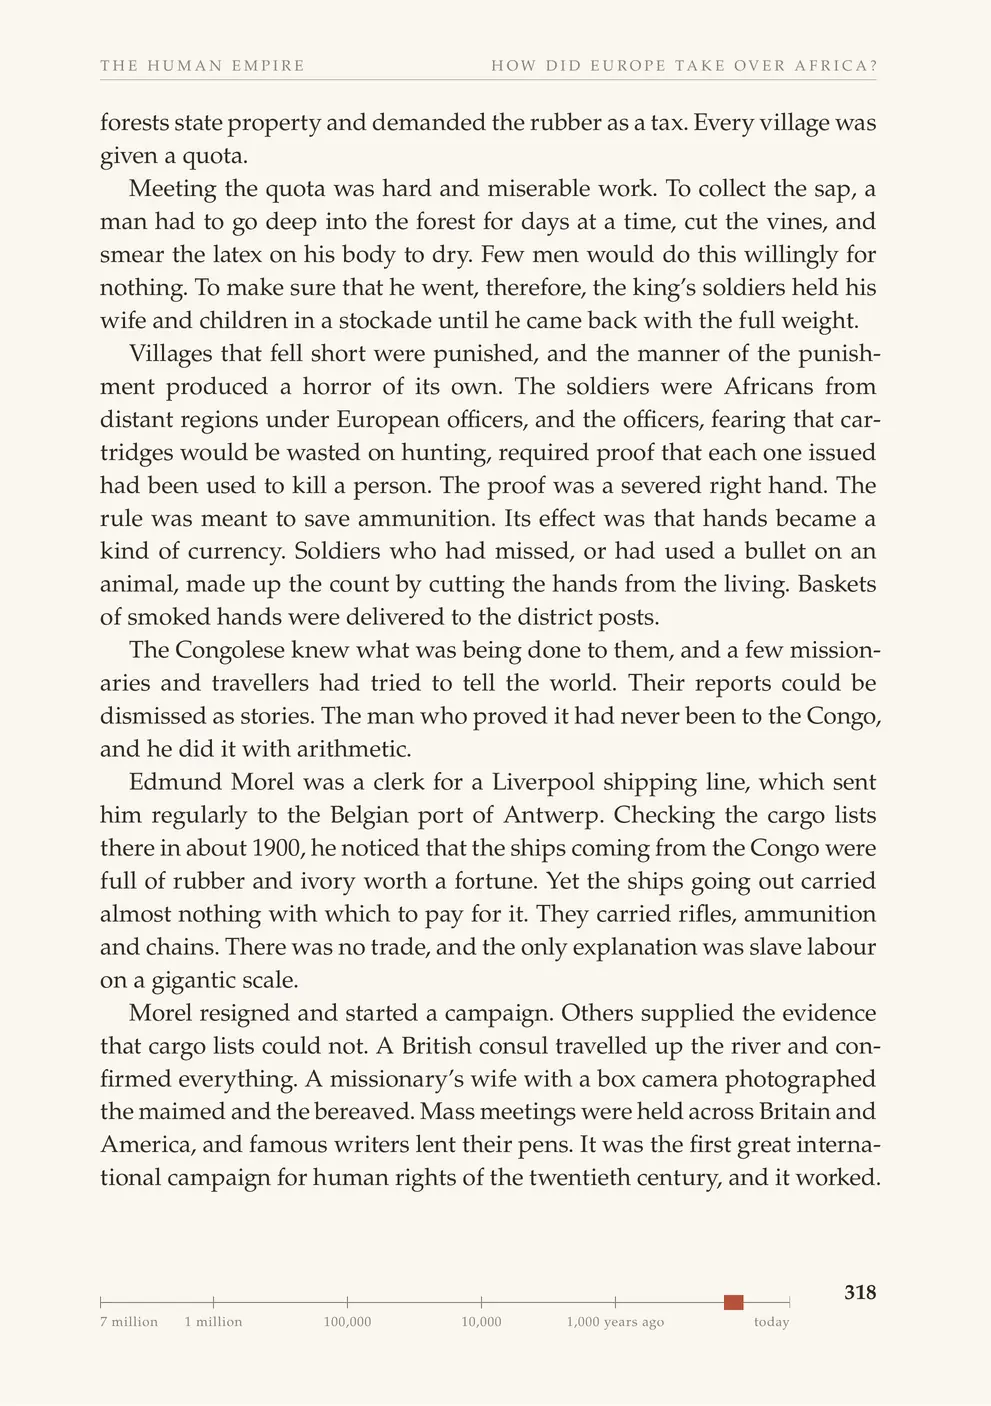 THE HUMAN EMPIRE
HOW DID EUROPE TAKE OVER AFRICA?
forests state property and demanded the rubber as a tax. Every village was
given a quota.
Meeting the quota was hard and miserable work. To collect the sap, a
man had to go deep into the forest for days at a time, cut the vines, and
smear the latex on his body to dry. Few men would do this willingly for
nothing. To make sure that he went, therefore, the king’s soldiers held his
wife and children in a stockade until he came back with the full weight.
Villages that fell short were punished, and the manner of the punish-
ment produced a horror of its own. The soldiers were Africans from
distant regions under European officers, and the officers, fearing that car-
tridges would be wasted on hunting, required proof that each one issued
had been used to kill a person. The proof was a severed right hand. The
rule was meant to save ammunition. Its effect was that hands became a
kind of currency. Soldiers who had missed, or had used a bullet on an
animal, made up the count by cutting the hands from the living. Baskets
of smoked hands were delivered to the district posts.
The Congolese knew what was being done to them, and a few mission-
aries and travellers had tried to tell the world. Their reports could be
dismissed as stories. The man who proved it had never been to the Congo,
and he did it with arithmetic.
Edmund Morel was a clerk for a Liverpool shipping line, which sent
him regularly to the Belgian port of Antwerp. Checking the cargo lists
there in about 1900, he noticed that the ships coming from the Congo were
full of rubber and ivory worth a fortune. Yet the ships going out carried
almost nothing with which to pay for it. They carried rifles, ammunition
and chains. There was no trade, and the only explanation was slave labour
on a gigantic scale.
Morel resigned and started a campaign. Others supplied the evidence
that cargo lists could not. A British consul travelled up the river and con-
firmed everything. A missionary’s wife with a box camera photographed
the maimed and the bereaved. Mass meetings were held across Britain and
America, and famous writers lent their pens. It was the first great interna-
tional campaign for human rights of the twentieth century, and it worked.
318
7 million
1 million
100,000
10,000
1,000 years ago
today